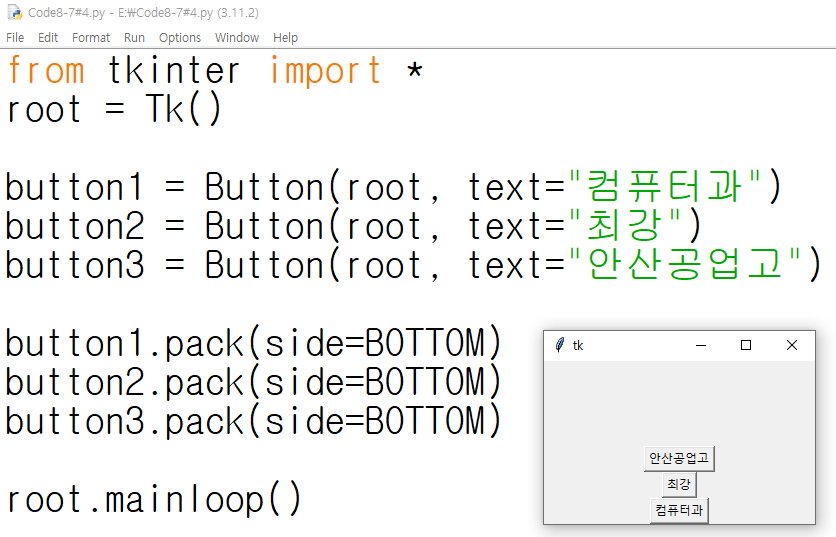 Code8-7#4.py - E:₩Code8-7#4.py (3.11.2)
File Edit Format Run Options Window Help
from tkinter import *
root = Tk()
button1 = Button(root, text="컴퓨터과")
button2 = Button(root, text="최강")
button3 = Button(root, text="안산공업고")
button1.pack(side=BOTTOM)
button2.pack(side=BOTTOM)
button3.pack(side=BOTTOM)
root.mainloop()
tk
안산공업고
최강
컴퓨터과